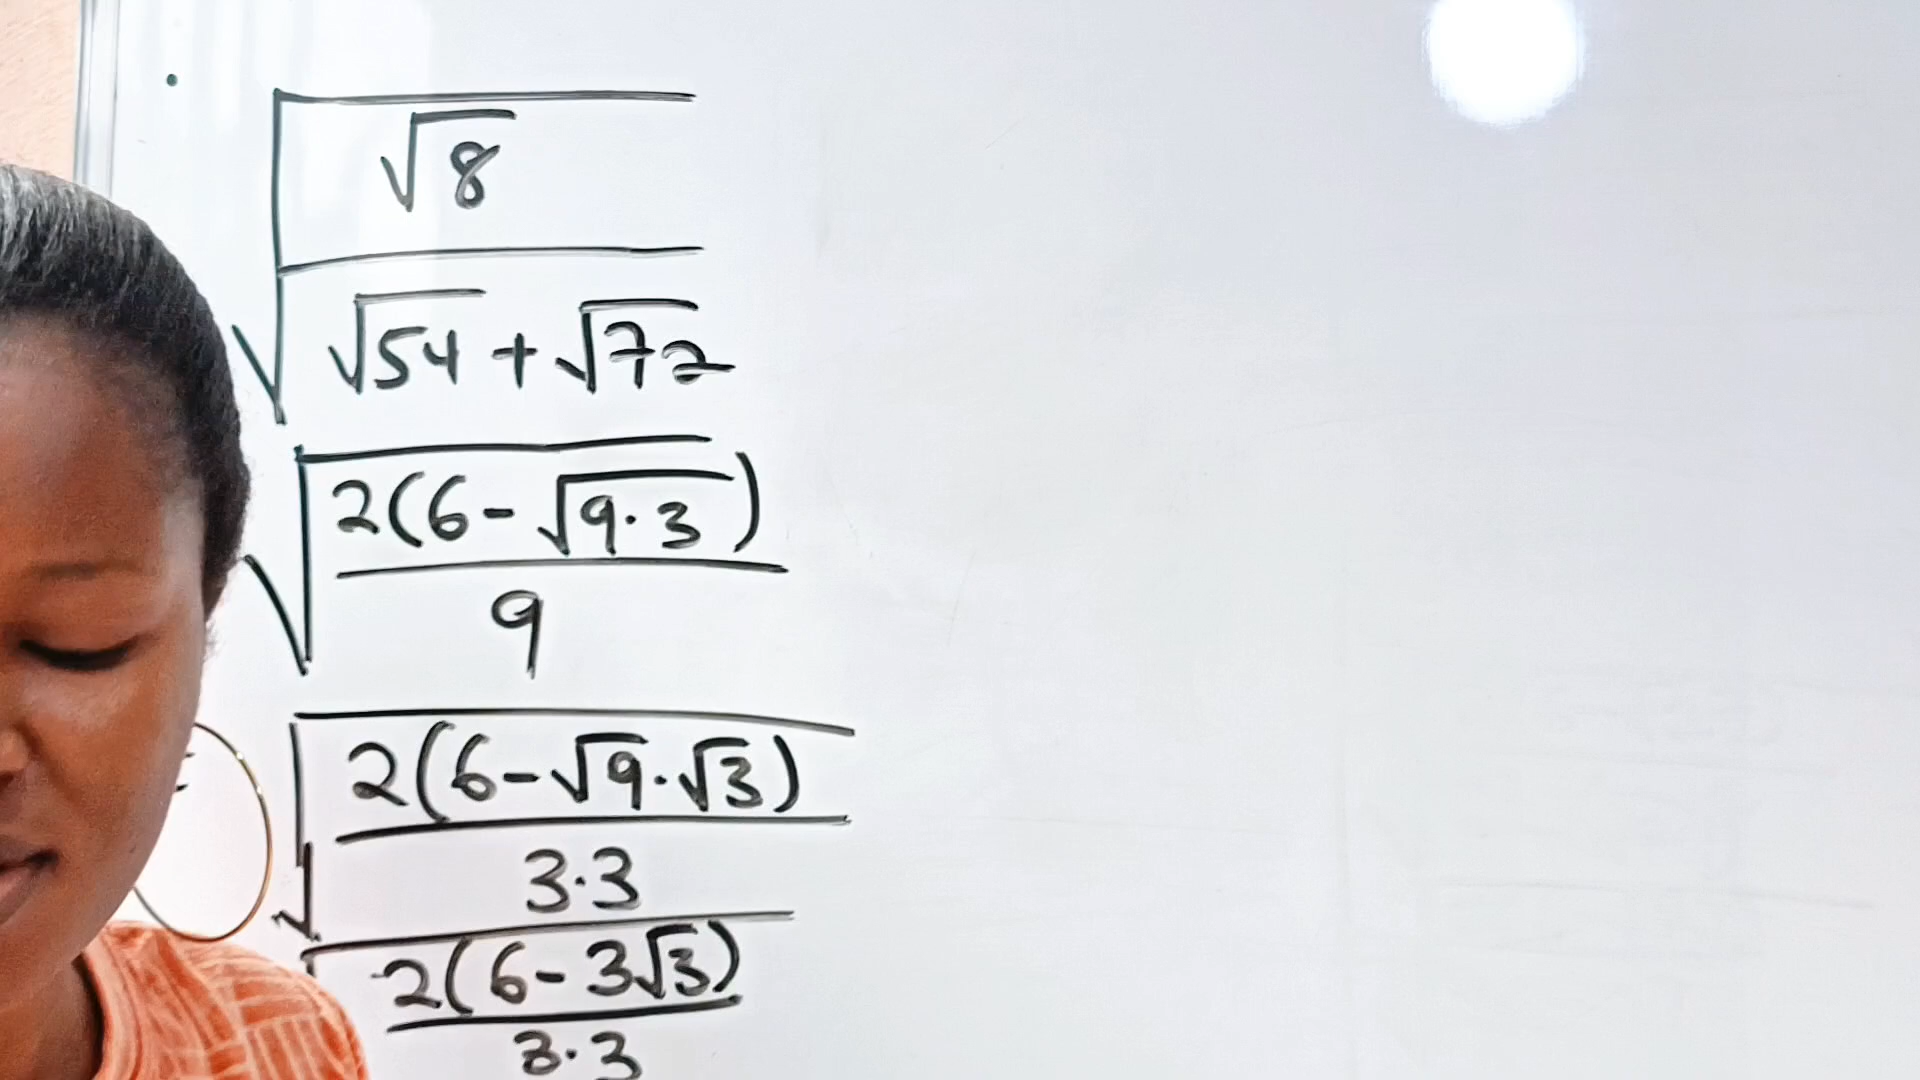 √(√8 / (√54 + √72))
√(2(6 - √(9·3)) / 9)
√(2(6 - √9·√3) / 3·3)
√(2(6 - 3√3) / 3·3)